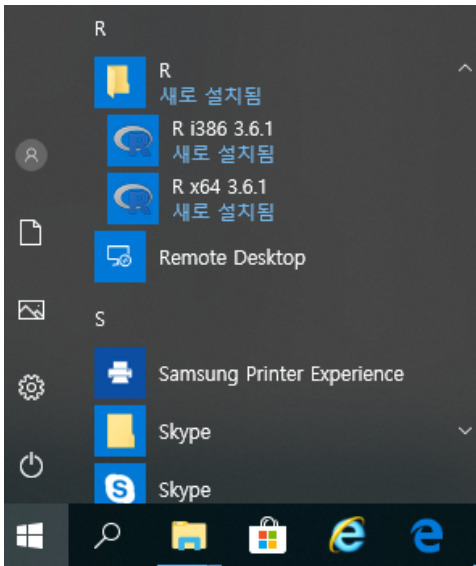 R
R
새로 설치됨
R i386 3.6.1
새로 설치됨
R x64 3.6.1
새로 설치됨
Remote Desktop
S
Samsung Printer Experience
Skype
Skype